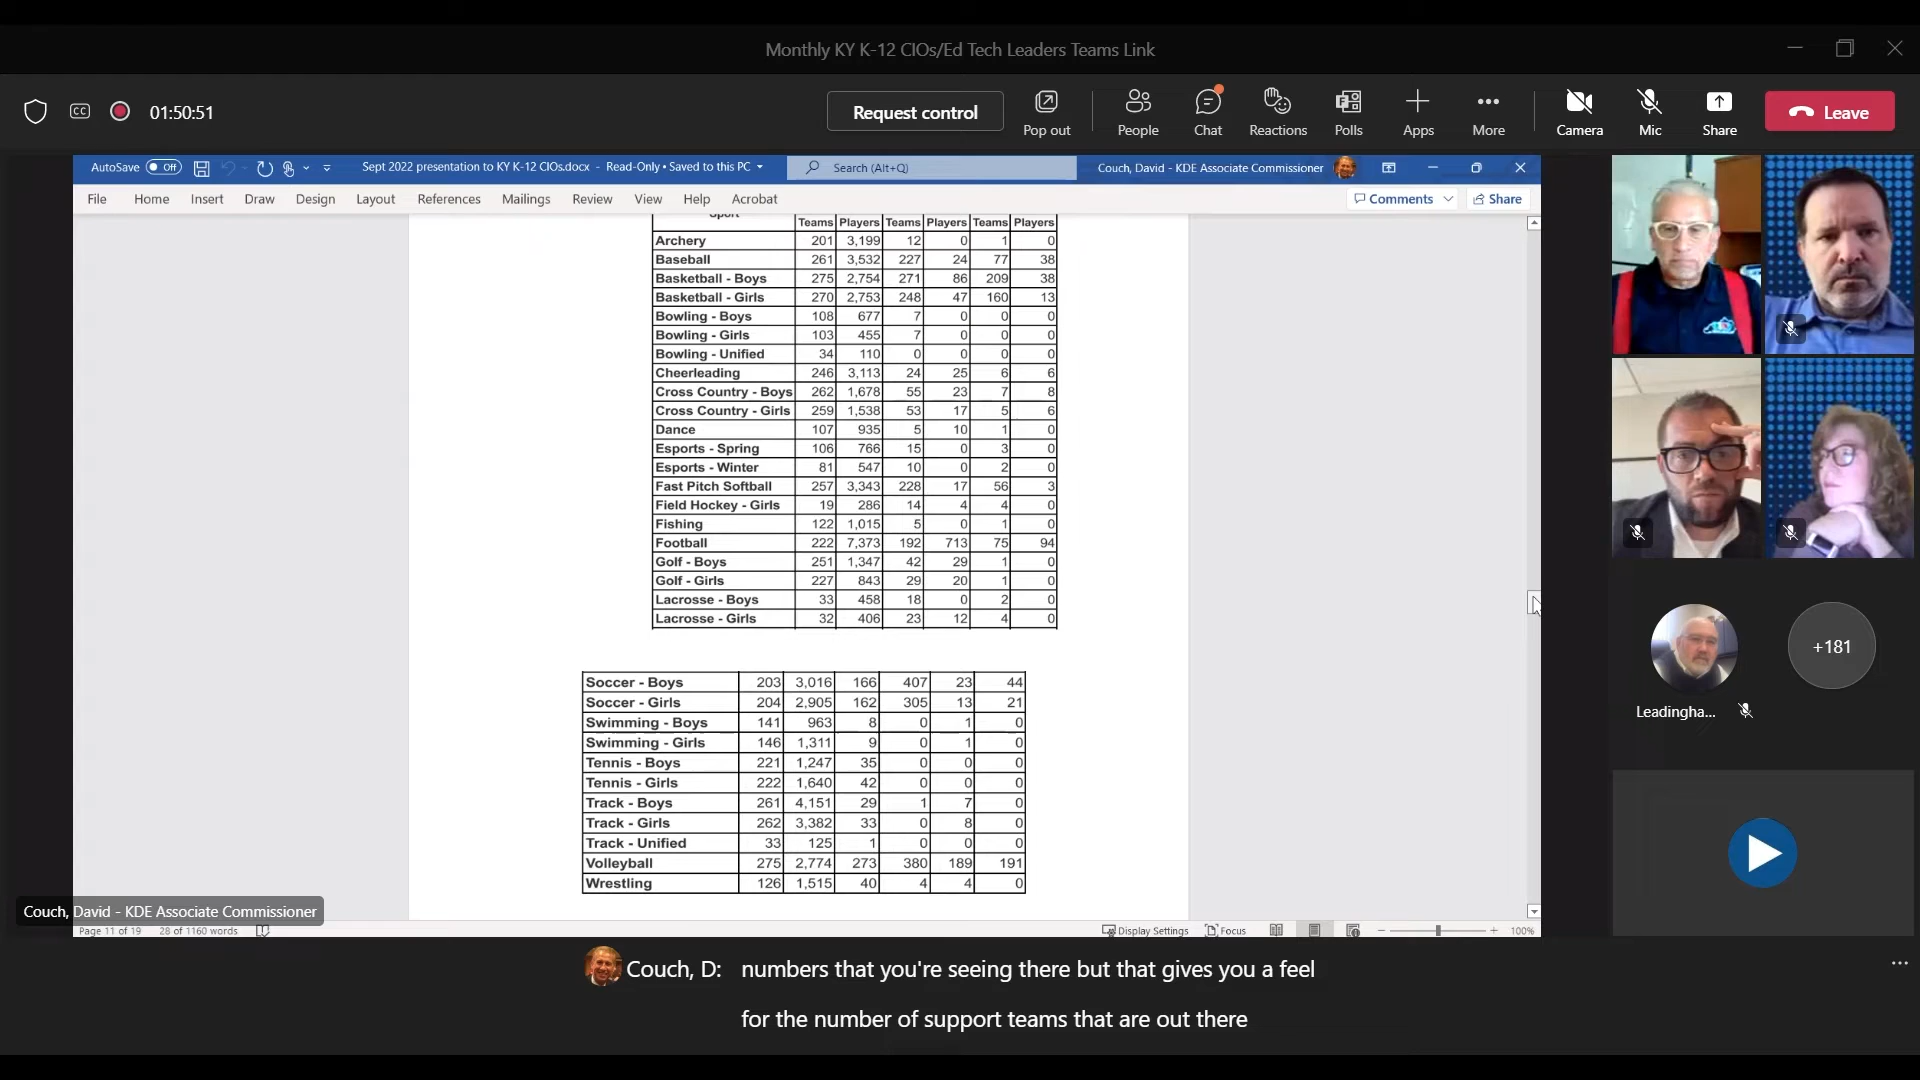 Monthly KY K-12 CIOs/Ed Tech Leaders Teams Link
CC 01:50:51 Request control Pop out People Chat Reactions Polls Apps More Camera Mic Share Leave
AutoSave Off Sept 2022 presentation to KY K-12 CIOs.docx - Read-Only • Saved to this PC Search (Alt+Q) Couch, David - KDE Associate Commissioner
File Home Insert Draw Design Layout References Mailings Review View Help Acrobat Comments Share
Sport Teams Players Teams Players Teams Players
Archery 201 3,199 12 0 1 0
Baseball 261 3,532 227 24 77 38
Basketball - Boys 275 2,754 271 86 209 38
Basketball - Girls 270 2,753 248 47 160 13
Bowling - Boys 108 677 7 0 0 0
Bowling - Girls 103 455 7 0 0 0
Bowling - Unified 34 110 0 0 0 0
Cheerleading 246 3,113 24 25 6 6
Cross Country - Boys 262 1,678 55 23 7 8
Cross Country - Girls 259 1,538 53 17 5 6
Dance 107 935 5 10 1 0
Esports - Spring 106 766 15 0 3 0
Esports - Winter 81 547 10 0 2 0
Fast Pitch Softball 257 3,343 228 17 56 3
Field Hockey - Girls 19 286 14 4 4 0
Fishing 122 1,015 5 0 1 0
Football 222 7,373 192 713 75 94
Golf - Boys 251 1,347 42 29 1 0
Golf - Girls 227 843 29 20 1 0
Lacrosse - Boys 33 458 18 0 2 0
Lacrosse - Girls 32 406 23 12 4 0
Soccer - Boys 203 3,016 166 407 23 44
Soccer - Girls 204 2,905 162 305 13 21
Swimming - Boys 141 963 8 0 1 0
Swimming - Girls 146 1,311 9 0 1 0
Tennis - Boys 221 1,247 35 0 0 0
Tennis - Girls 222 1,640 42 0 0 0
Track - Boys 261 4,151 29 1 7 0
Track - Girls 262 3,382 33 0 8 0
Track - Unified 33 125 1 0 0 0
Volleyball 275 2,774 273 380 189 191
Wrestling 126 1,515 40 4 4 0
+181
Leadingha...
Couch, David - KDE Associate Commissioner
Page 11 of 19 28 of 1160 words Display Settings Focus 100%
Couch, D: numbers that you're seeing there but that gives you a feel
for the number of support teams that are out there